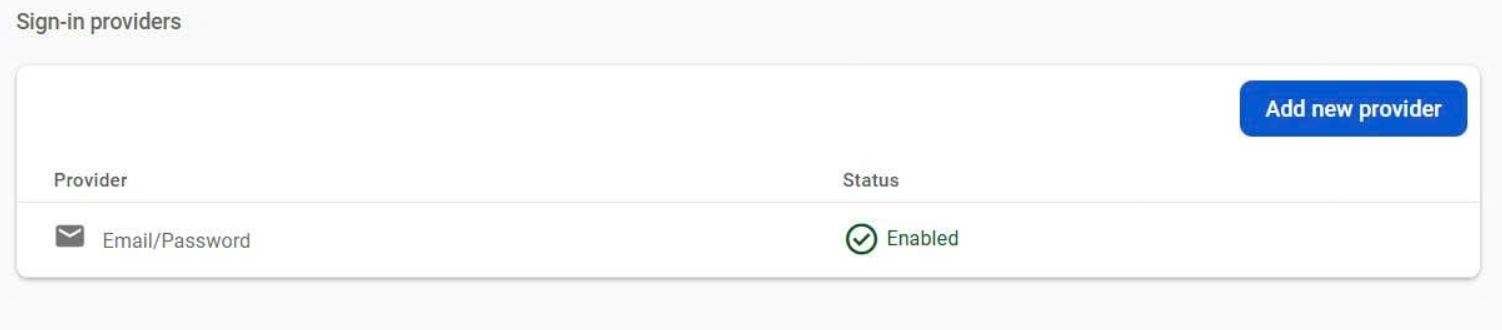 Sign-in providers
Add new provider
Provider Status
Email/Password Enabled